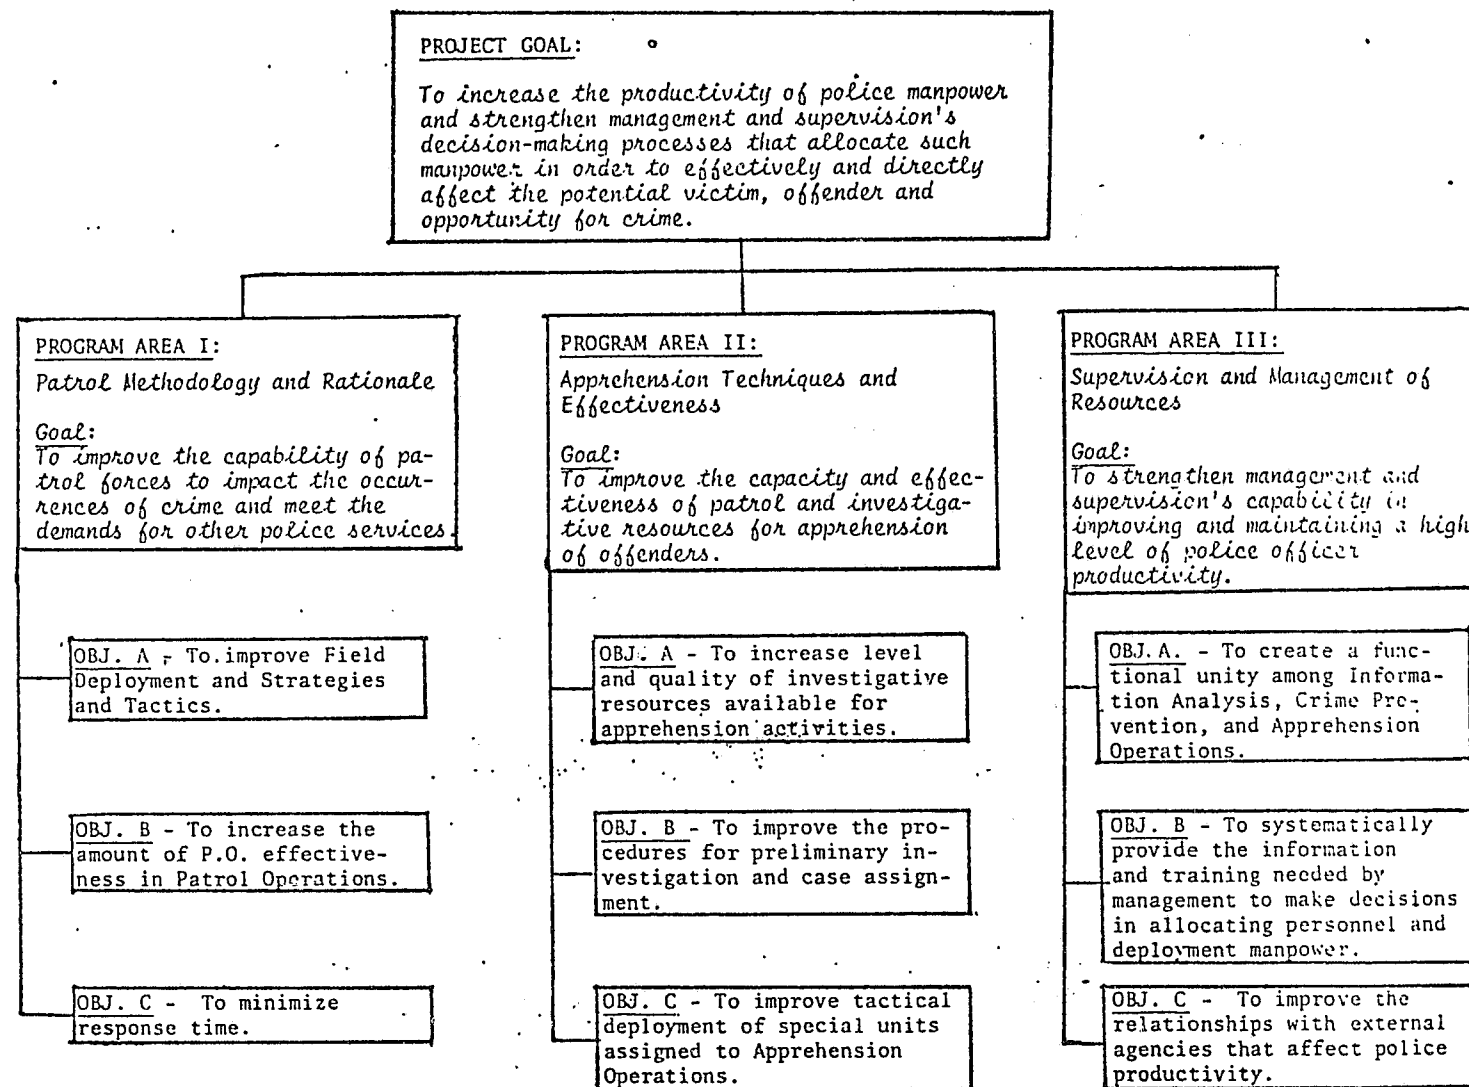 PROJECT GOAL:
To increase the productivity of police manpower
and strengthen management and supervision's
decision-making processes that allocate such
manpower in order to effectively and directly
affect the potential victim, offender and
opportunity for crime.
PROGRAM AREA I:
Patrol Methodology and Rationale
Goal:
To improve the capability of pa-
trol forces to impact the occur-
rences of crime and meet the
demands for other police services.
OBJ. A - To improve Field
Deployment and Strategies
and Tactics.
OBJ. B - To increase the
amount of P.O. effective-
ness in Patrol Operations.
OBJ. C - To minimize
response time.
PROGRAM AREA II:
Apprehension Techniques and
Effectiveness
Goal:
To improve the capacity and effec-
tiveness of patrol and investiga-
tive resources for apprehension
of offenders.
OBJ. A - To increase level
and quality of investigative
resources available for
apprehension activities.
OBJ. B - To improve the pro-
cedures for preliminary in-
vestigation and case assign-
ment.
OBJ. C - To improve tactical
deployment of special units
assigned to Apprehension
Operations.
PROGRAM AREA III:
Supervision and Management of
Resources
Goal:
To strengthen management and
supervision's capability in
improving and maintaining a high
level of police officer
productivity.
OBJ. A. - To create a func-
tional unity among Informa-
tion Analysis, Crime Pre-
vention, and Apprehension
Operations.
OBJ. B - To systematically
provide the information
and training needed by
management to make decisions
in allocating personnel and
deployment manpower.
OBJ. C - To improve the
relationships with external
agencies that affect police
productivity.